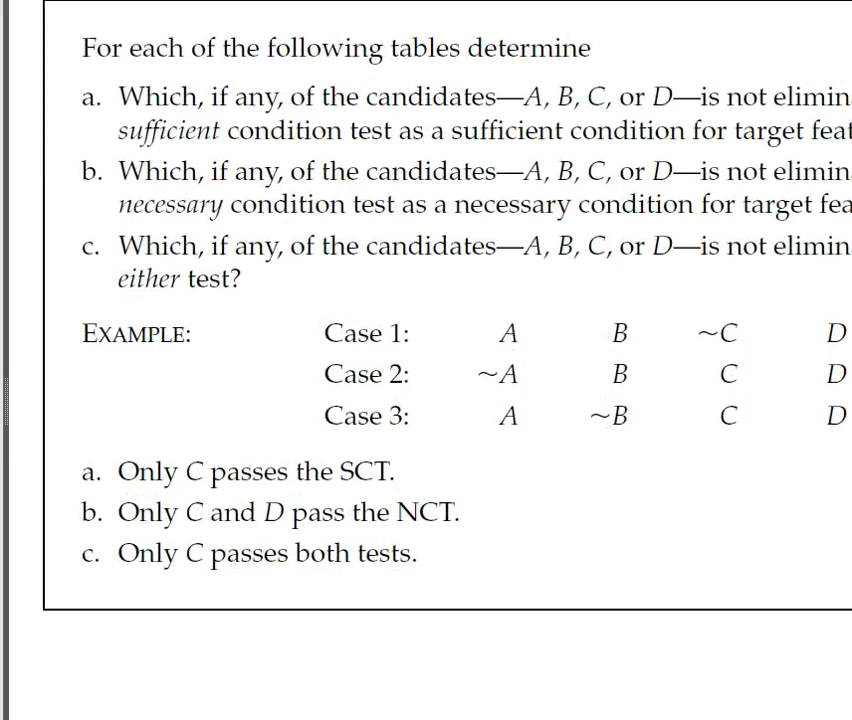 For each of the following tables determine
a. Which, if any, of the candidates—A, B, C, or D—is not elimin
sufficient condition test as a sufficient condition for target feat
b. Which, if any, of the candidates—A, B, C, or D—is not elimin
necessary condition test as a necessary condition for target fea
c. Which, if any, of the candidates—A, B, C, or D—is not elimin
either test?
EXAMPLE: Case 1: A B ~C D
Case 2: ~A B C D
Case 3: A ~B C D
a. Only C passes the SCT.
b. Only C and D pass the NCT.
c. Only C passes both tests.